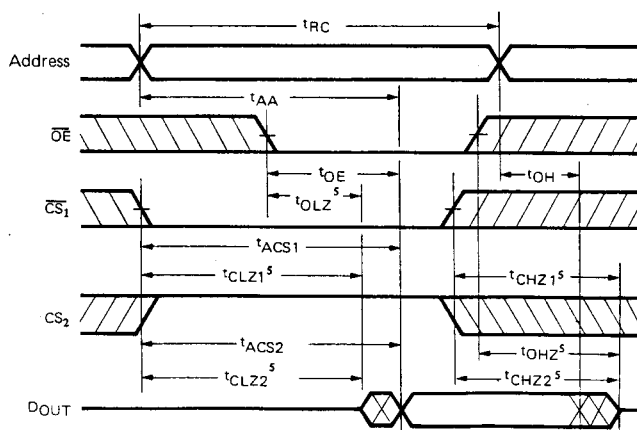 tRC
Address
tAA
OE
tOE
tOH
tOLZ5
CS1
tACS1
tCLZ15
tCHZ15
CS2
tOHZ5
tACS2
tCLZ25
tCHZ25
DOUT